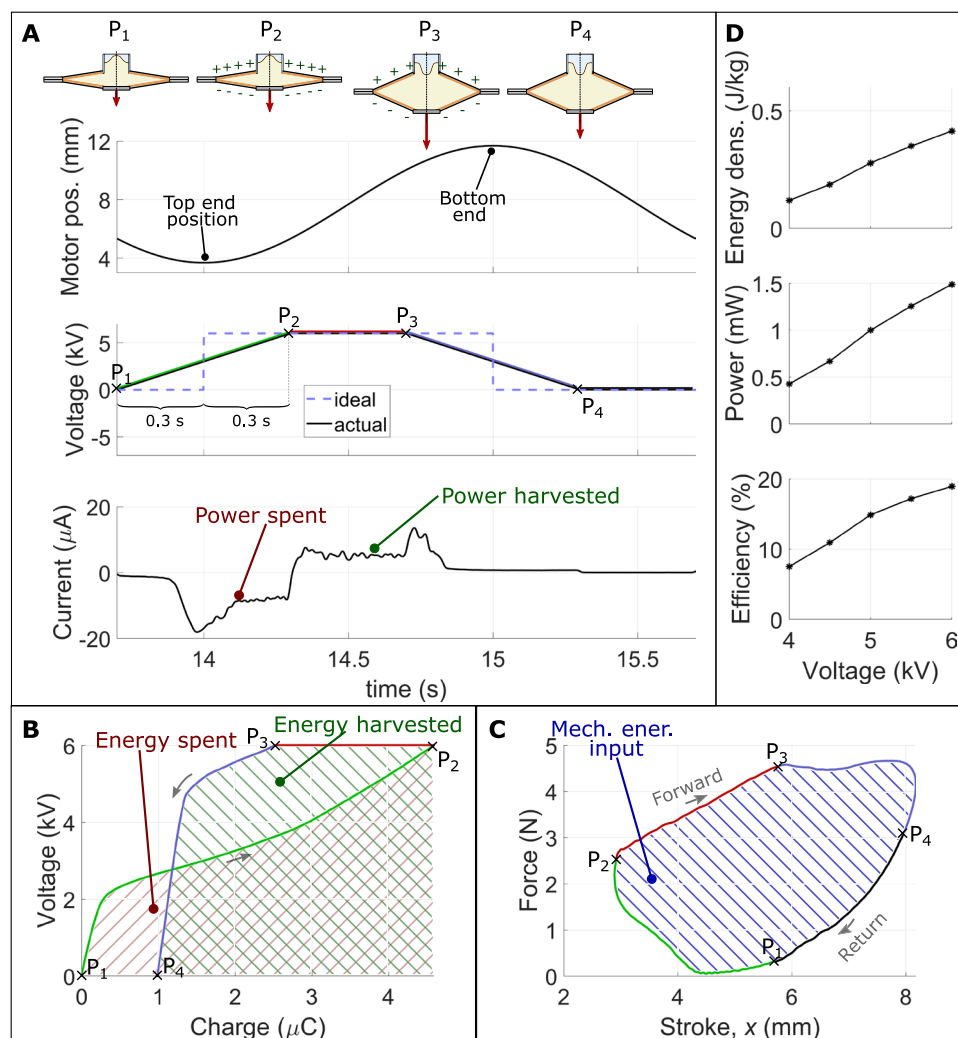 A
P1
P2
P3
P4
+ + + + + + + +
- - - - - -
+ + + +
- - - -
Motor pos. (mm)
12
8
4
Top end
position
Bottom
end
Voltage (kV)
5
0
-5
P1
P2
P3
P4
0.3 s
0.3 s
ideal
actual
Current (μA)
20
0
-20
Power spent
Power harvested
14
14.5
15
15.5
time (s)
D
Energy dens. (J/kg)
0.5
0
Power (mW)
1.5
1
0.5
0
Efficiency (%)
20
10
0
4
5
6
Voltage (kV)
B
Energy spent
Energy harvested
P3
P2
P1
P4
Voltage (kV)
6
4
2
0
0
1
2
3
4
Charge (μC)
C
Mech. ener.
input
Forward
Return
P3
P4
P2
P1
Force (N)
5
4
3
2
1
0
2
4
6
8
Stroke, x (mm)